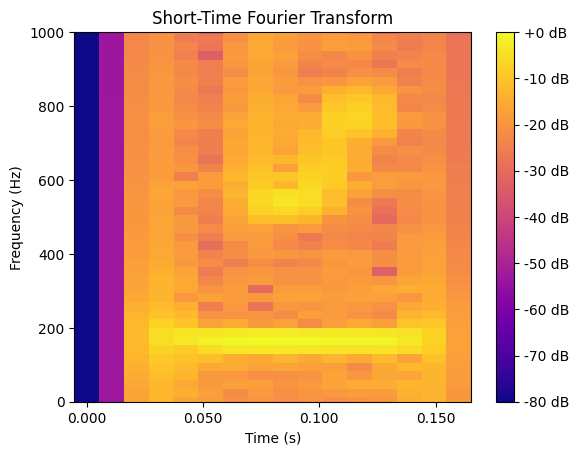 Short-Time Fourier Transform
1000
800
600
400
200
0
Frequency (Hz)
0.000
0.050
0.100
0.150
Time (s)
+0 dB
-10 dB
-20 dB
-30 dB
-40 dB
-50 dB
-60 dB
-70 dB
-80 dB